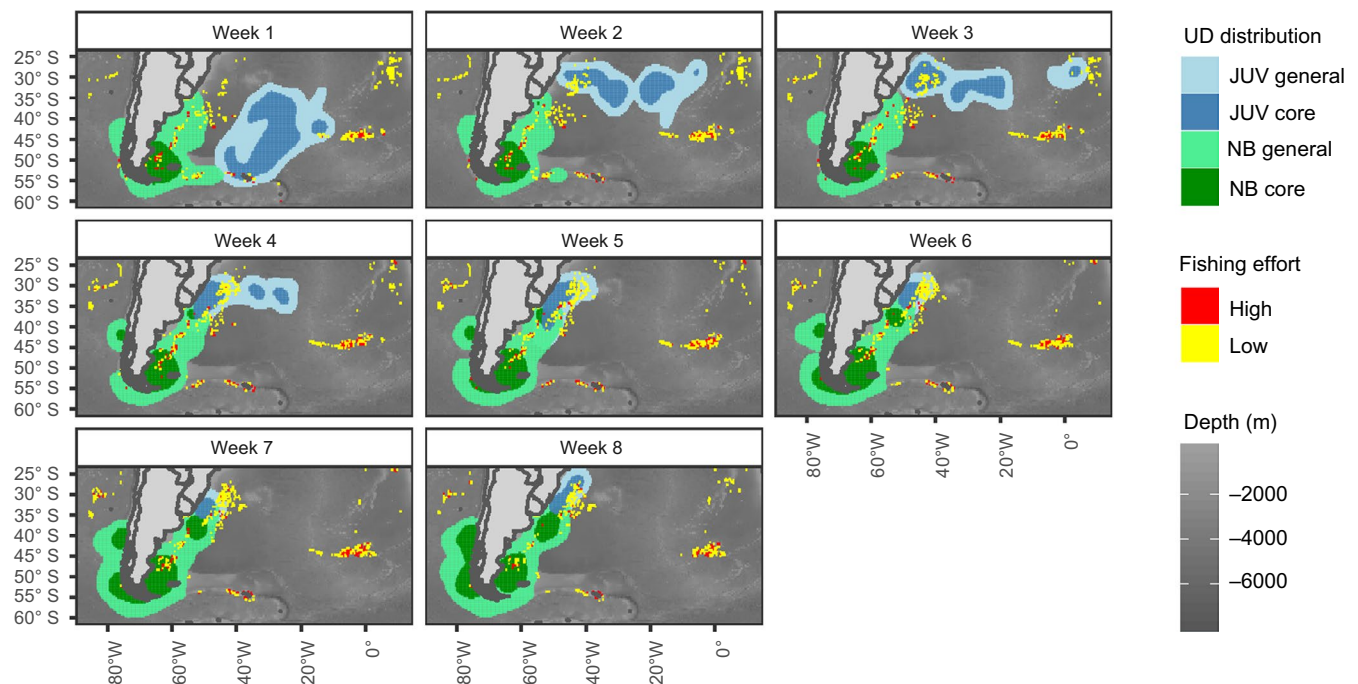 Week 1
Week 2
Week 3
25° S
30° S
35° S
40° S
45° S
50° S
55° S
60° S
Week 4
Week 5
Week 6
25° S
30° S
35° S
40° S
45° S
50° S
55° S
60° S
80°W
60°W
40°W
20°W
0°
Week 7
Week 8
25° S
30° S
35° S
40° S
45° S
50° S
55° S
60° S
80°W
60°W
40°W
20°W
0°
80°W
60°W
40°W
20°W
0°
UD distribution
JUV general
JUV core
NB general
NB core
Fishing effort
High
Low
Depth (m)
–2000
–4000
–6000